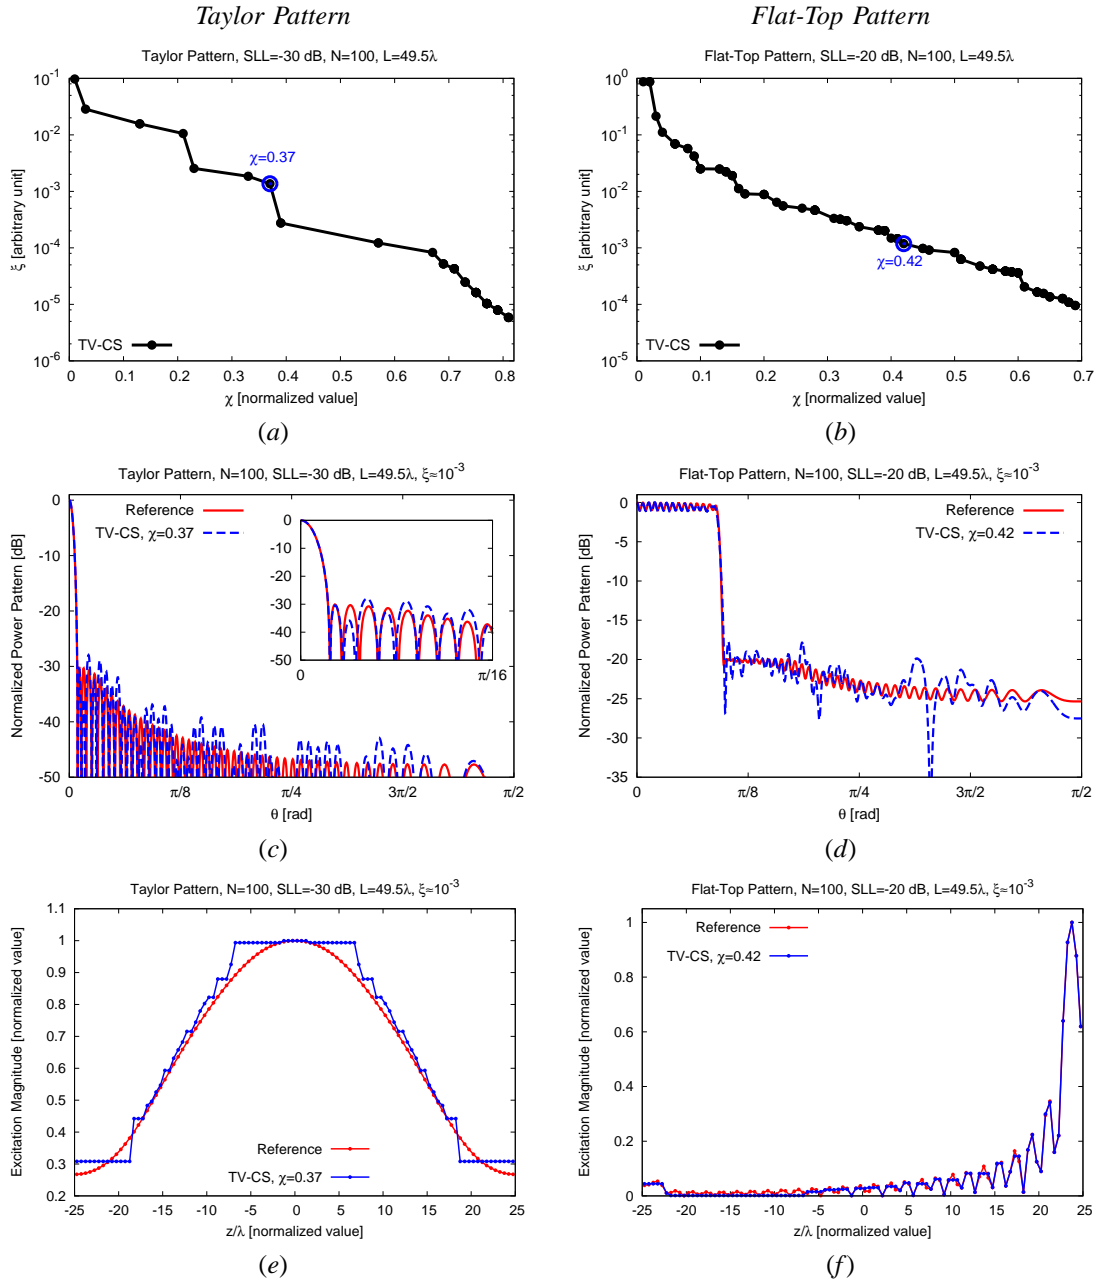 Taylor Pattern
Flat-Top Pattern
Taylor Pattern, SLL=-30 dB, N=100, L=49.5λ
10^-1
10^-2
10^-3
10^-4
10^-5
10^-6
ξ [arbitrary unit]
χ=0.37
TV-CS
0 0.1 0.2 0.3 0.4 0.5 0.6 0.7 0.8
χ [normalized value]
(a)
Flat-Top Pattern, SLL=-20 dB, N=100, L=49.5λ
10^0
10^-1
10^-2
10^-3
10^-4
10^-5
ξ [arbitrary unit]
χ=0.42
TV-CS
0 0.1 0.2 0.3 0.4 0.5 0.6 0.7
χ [normalized value]
(b)
Taylor Pattern, N=100, SLL=-30 dB, L=49.5λ, ξ≈10^-3
0
-10
-20
-30
-40
-50
Normalized Power Pattern [dB]
Reference
TV-CS, χ=0.37
0
-10
-20
-30
-40
-50
0 π/16
0 π/8 π/4 3π/2 π/2
θ [rad]
(c)
Flat-Top Pattern, N=100, SLL=-20 dB, L=49.5λ, ξ≈10^-3
0
-5
-10
-15
-20
-25
-30
-35
Normalized Power Pattern [dB]
Reference
TV-CS, χ=0.42
0 π/8 π/4 3π/2 π/2
θ [rad]
(d)
Taylor Pattern, N=100, SLL=-30 dB, L=49.5λ, ξ≈10^-3
1.1
1
0.9
0.8
0.7
0.6
0.5
0.4
0.3
0.2
Excitation Magnitude [normalized value]
Reference
TV-CS, χ=0.37
-25 -20 -15 -10 -5 0 5 10 15 20 25
z/λ [normalized value]
(e)
Flat-Top Pattern, N=100, SLL=-20 dB, L=49.5λ, ξ≈10^-3
1
0.8
0.6
0.4
0.2
0
Excitation Magnitude [normalized value]
Reference
TV-CS, χ=0.42
-25 -20 -15 -10 -5 0 5 10 15 20 25
z/λ [normalized value]
(f)